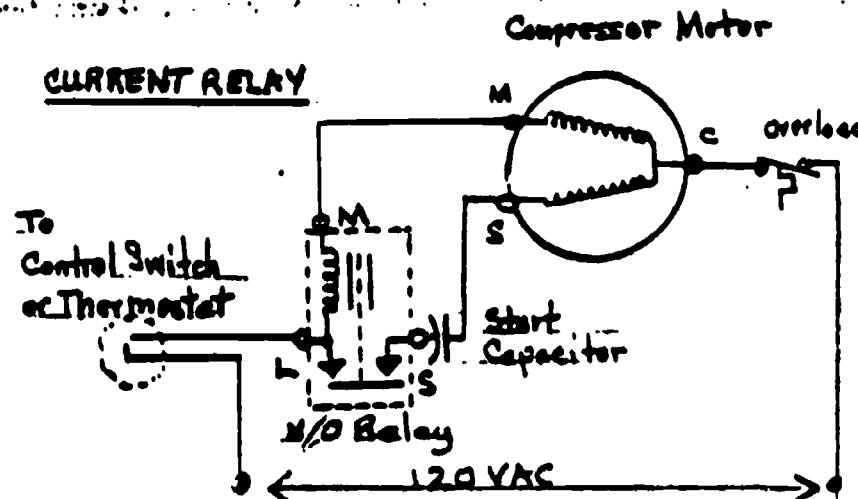 Compressor Motor
CURRENT RELAY
M
C
overload
M
S
To
Control Switch
or Thermostat
Start
Capacitor
L
S
N/O Relay
120 VAC